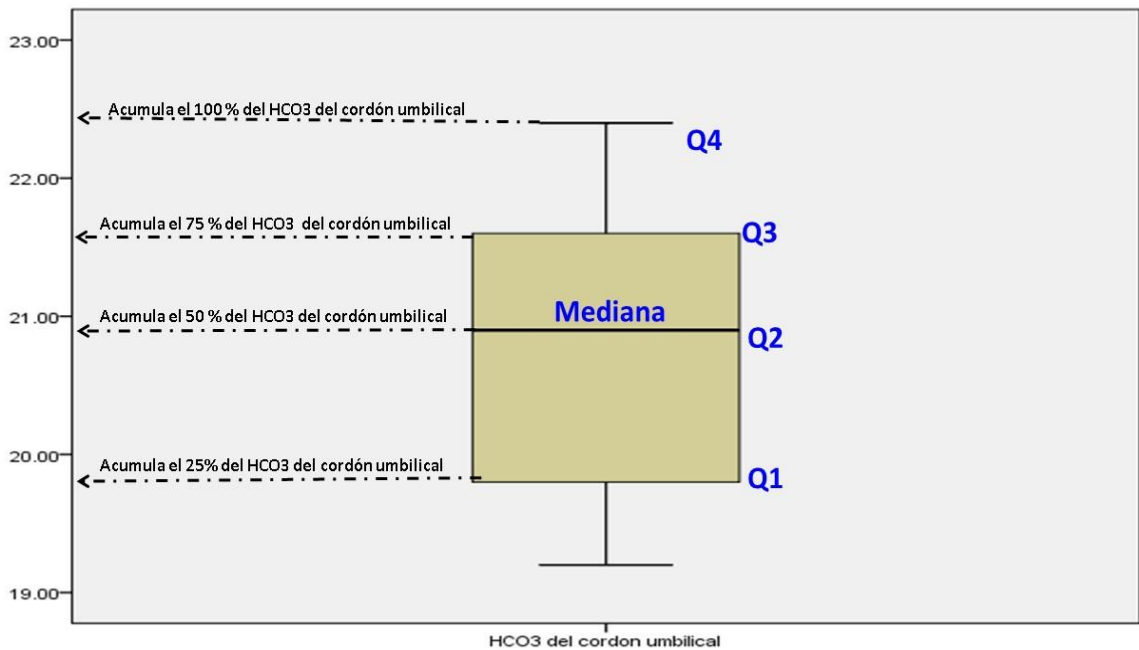 23.00
Acumula el 100 % del HCO3 del cordón umbilical
Q4
22.00
Acumula el 75 % del HCO3 del cordón umbilical
Q3
21.00
Mediana
Acumula el 50 % del HCO3 del cordón umbilical
Q2
20.00
Acumula el 25% del HCO3 del cordón umbilical
Q1
19.00
HCO3 del cordon umbilical